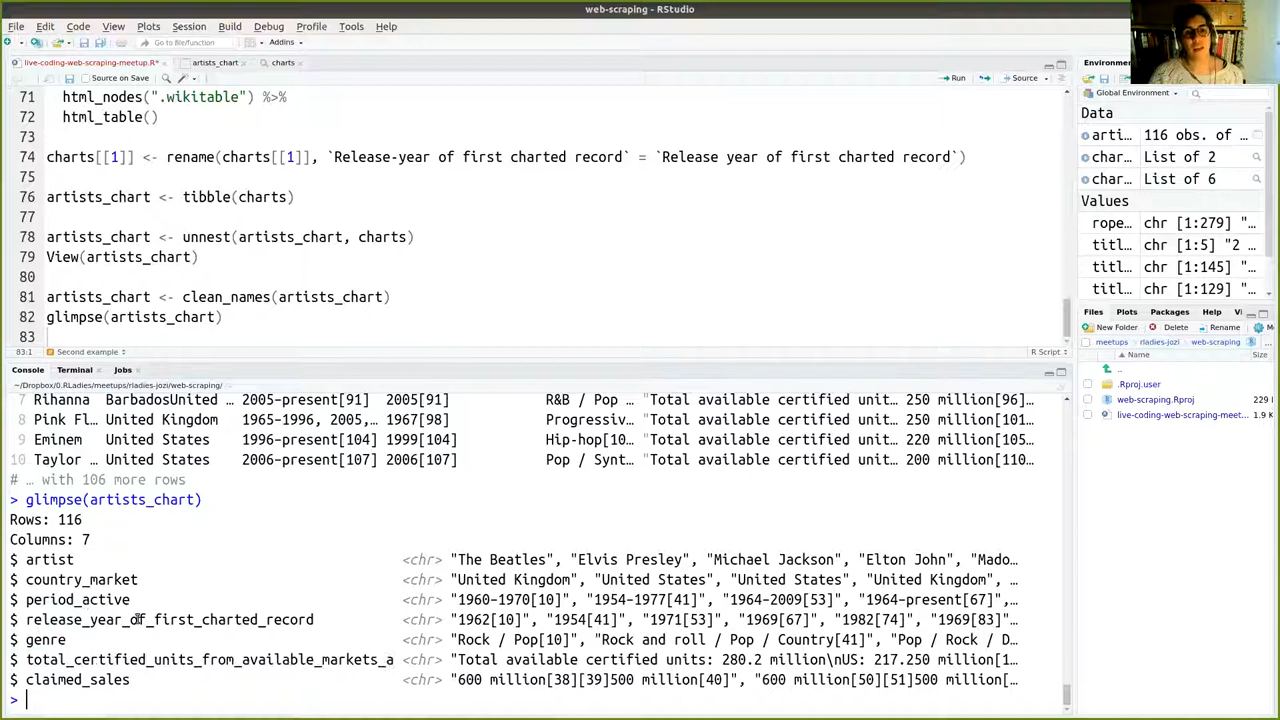 web-scraping - RStudio
File Edit Code View Plots Session Build Debug Profile Tools Help
Go to file/function Addins
live-coding-web-scraping-meetup.R* artists_chart charts
Source on Save Run Source
71 html_nodes(".wikitable") %>%
72 html_table()
73
74 charts[[1]] <- rename(charts[[1]], `Release-year of first charted record` = `Release year of first charted record`)
75
76 artists_chart <- tibble(charts)
77
78 artists_chart <- unnest(artists_chart, charts)
79 View(artists_chart)
80
81 artists_chart <- clean_names(artists_chart)
82 glimpse(artists_chart)
83
83:1 Second example R Script
Console Terminal Jobs
~/Dropbox/0.RLadies/meetups/rladies-jozi/web-scraping/
7 Rihanna BarbadosUnited … 2005-present[91] 2005[91] R&B / Pop … "Total available certified unit… 250 million[96]…
8 Pink Fl… United Kingdom 1965-1996, 2005,… 1967[98] Progressiv… "Total available certified unit… 250 million[101…
9 Eminem United States 1996-present[104] 1999[104] Hip-hop[10… "Total available certified unit… 220 million[105…
10 Taylor … United States 2006-present[107] 2006[107] Pop / Synt… "Total available certified unit… 200 million[110…
# … with 106 more rows
> glimpse(artists_chart)
Rows: 116
Columns: 7
$ artist <chr> "The Beatles", "Elvis Presley", "Michael Jackson", "Elton John", "Mado…
$ country_market <chr> "United Kingdom", "United States", "United States", "United Kingdom", …
$ period_active <chr> "1960-1970[10]", "1954-1977[41]", "1964-2009[53]", "1964-present[67]",…
$ release_year_of_first_charted_record <chr> "1962[10]", "1954[41]", "1971[53]", "1969[67]", "1982[74]", "1969[83]"…
$ genre <chr> "Rock / Pop[10]", "Rock and roll / Pop / Country[41]", "Pop / Rock / D…
$ total_certified_units_from_available_markets_a <chr> "Total available certified units: 280.2 million\nUS: 217.250 million[1…
$ claimed_sales <chr> "600 million[38][39]500 million[40]", "600 million[50][51]500 million[…
>
Environme
Global Environment
Data
arti… 116 obs. of …
char… List of 2
char… List of 6
Values
rope… chr [1:279] "…
titl… chr [1:5] "2 …
titl… chr [1:145] "…
titl… chr [1:129] "…
Files Plots Packages Help Vi
New Folder Delete Rename Mo
meetups rladies-jozi web-scraping ...
Name Size
..
.Rproj.user
web-scraping.Rproj 229
live-coding-web-scraping-meet... 1.9 K